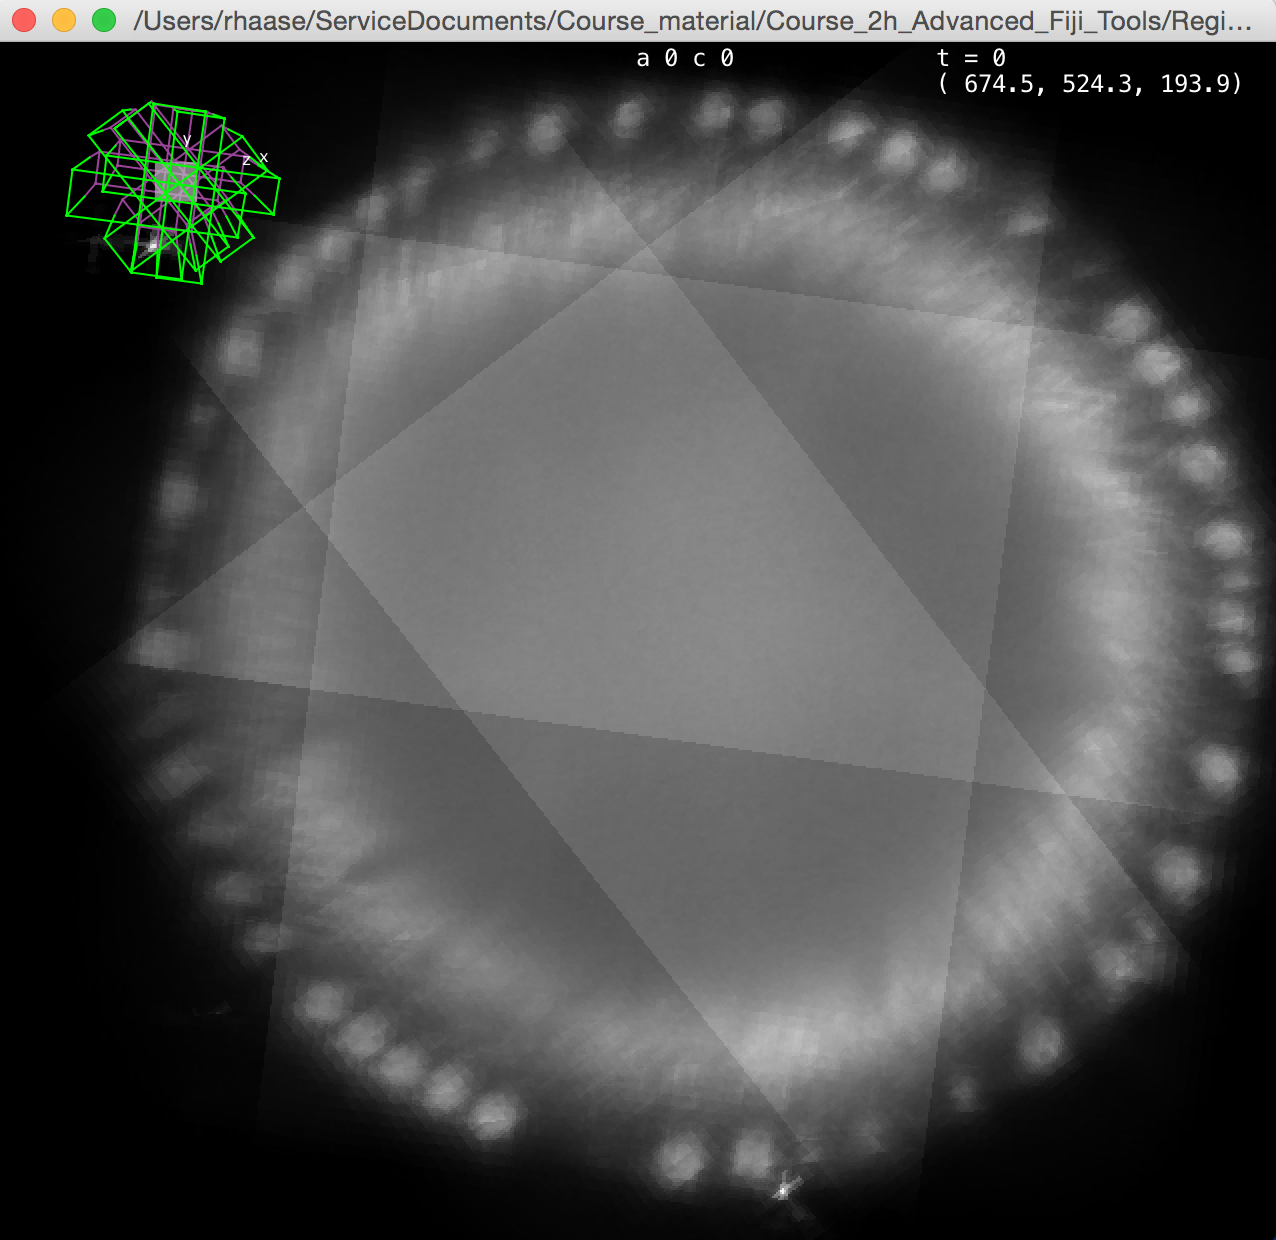 /Users/rhaase/ServiceDocuments/Course_material/Course_2h_Advanced_Fiji_Tools/Regi…
a 0 c 0
t = 0
( 674.5, 524.3, 193.9)
y
z x